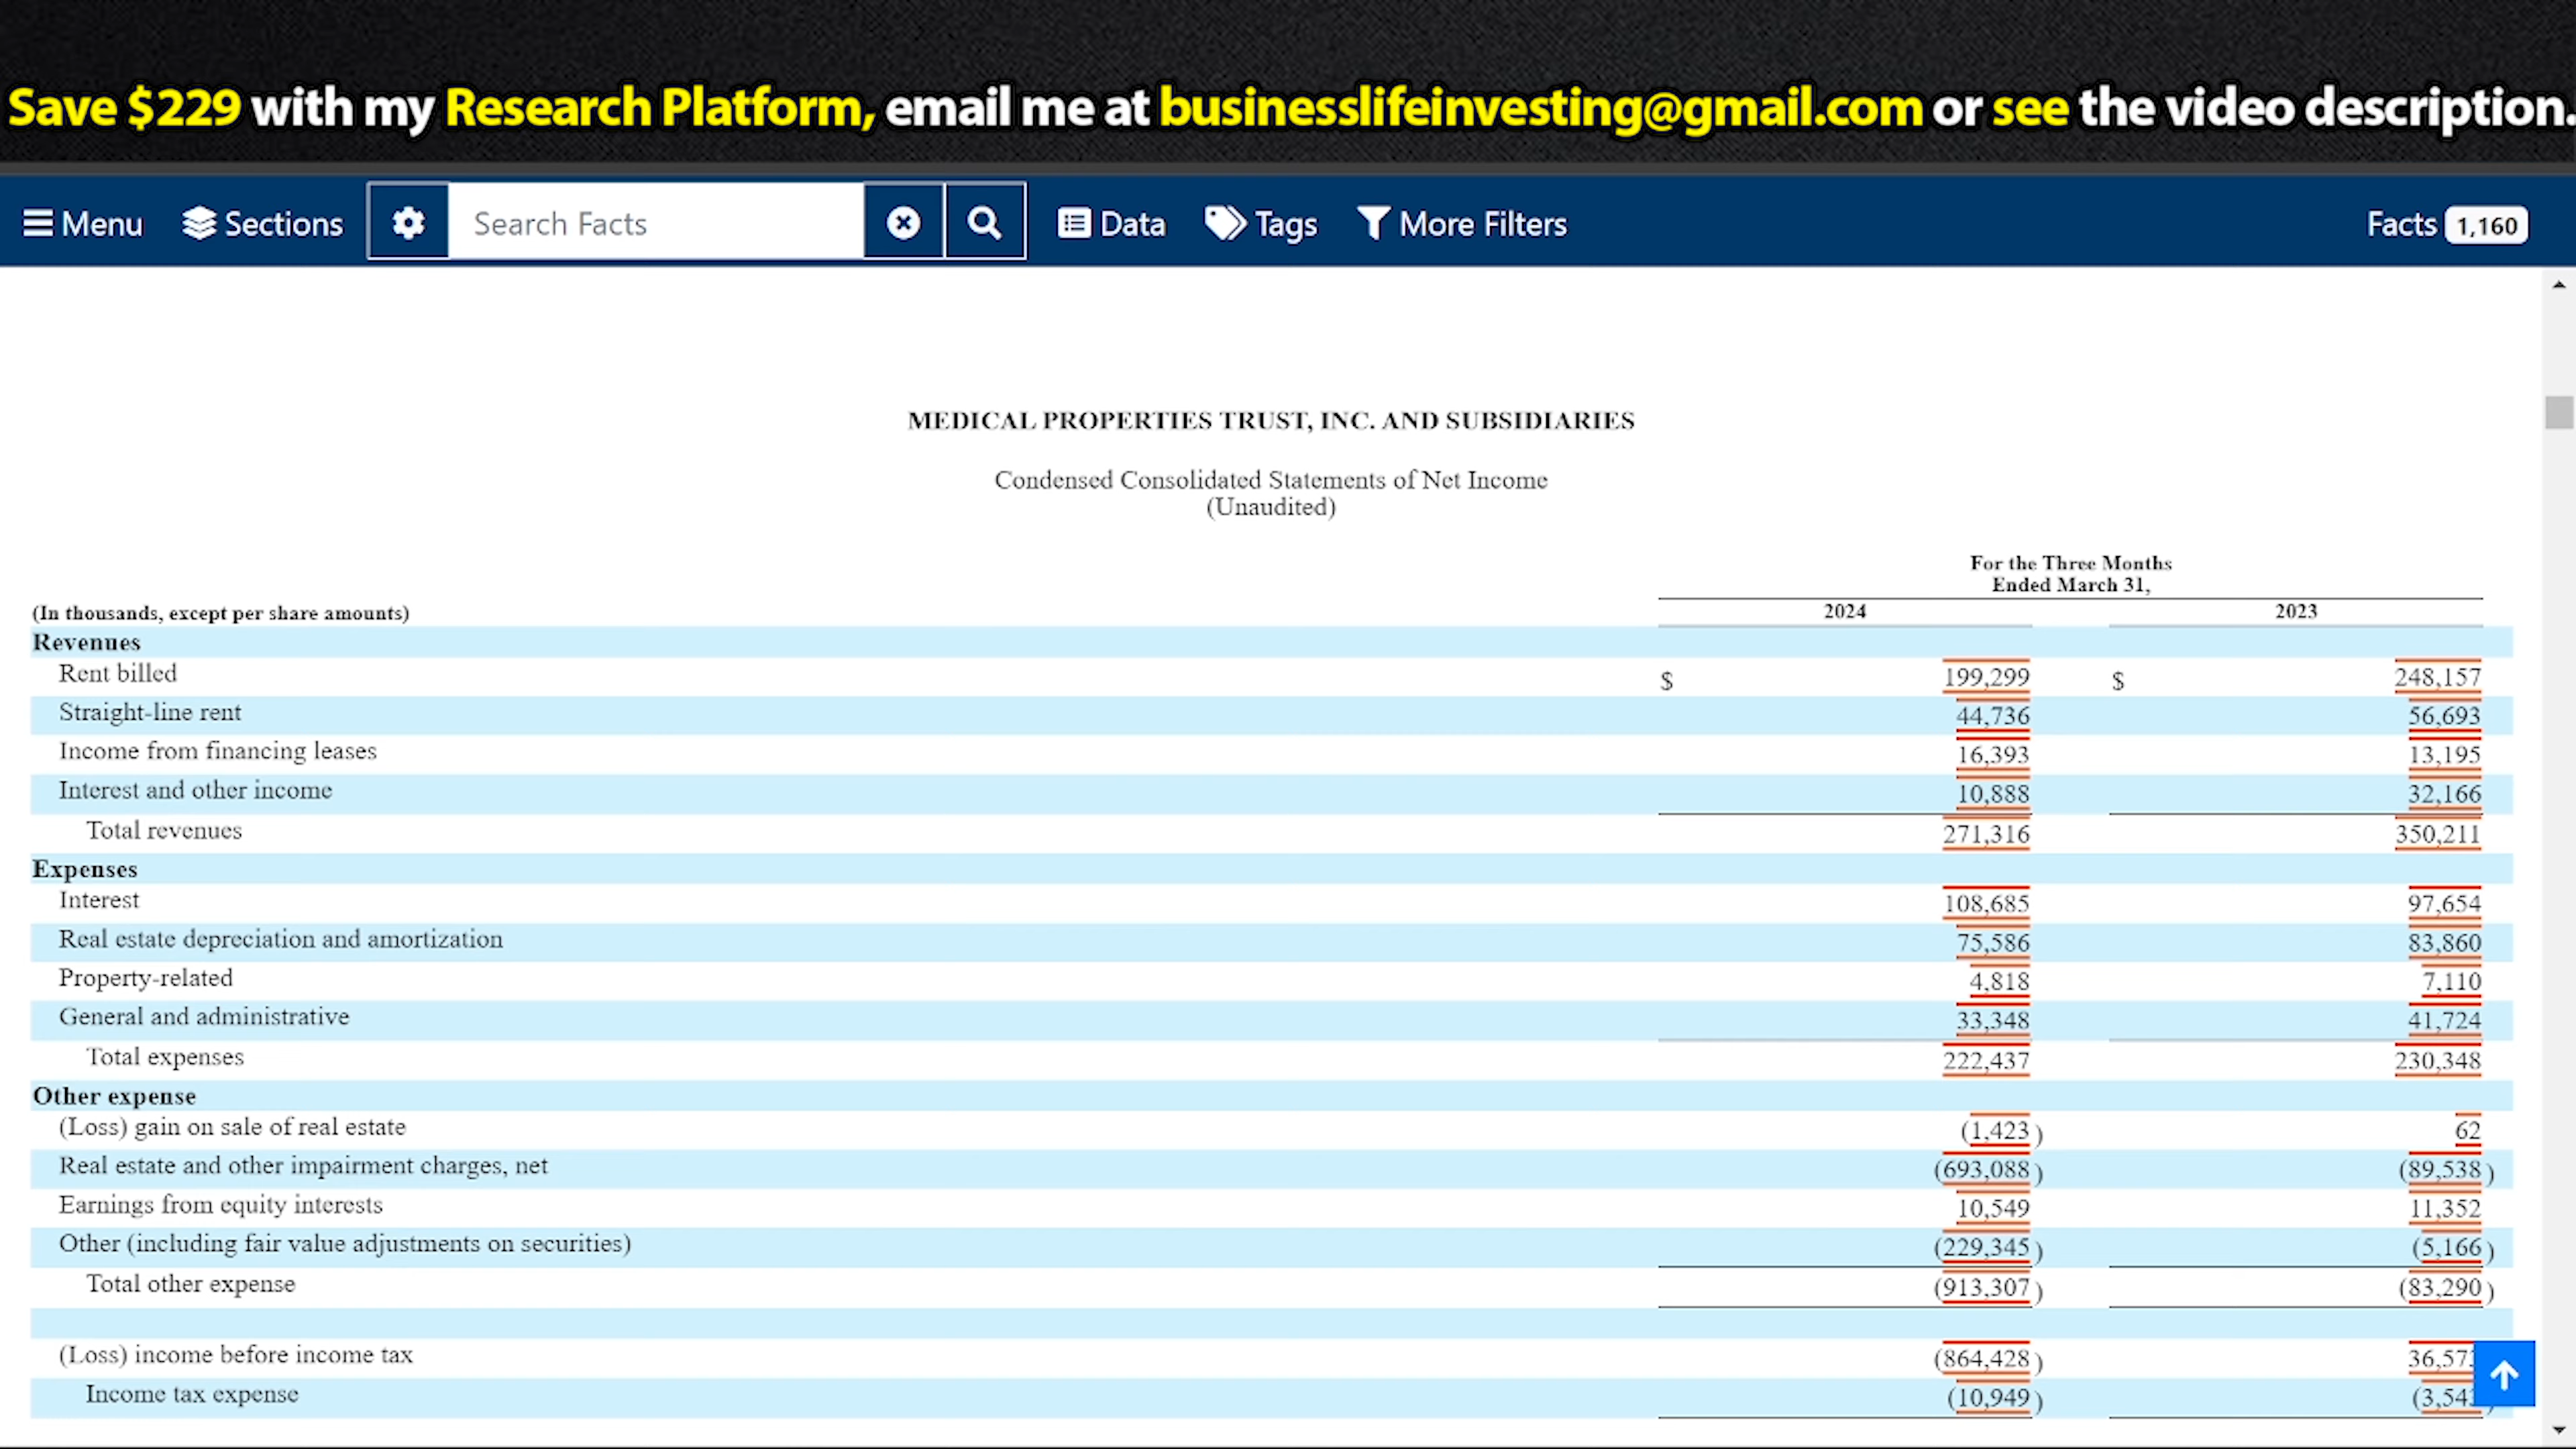 Save $229 with my Research Platform, email me at businesslifeinvesting@gmail.com or see the video description.
Menu Sections Search Facts Data Tags More Filters Facts 1,160
MEDICAL PROPERTIES TRUST, INC. AND SUBSIDIARIES
Condensed Consolidated Statements of Net Income
(Unaudited)
For the Three Months
Ended March 31,
(In thousands, except per share amounts) 2024 2023
Revenues
Rent billed $ 199,299 $ 248,157
Straight-line rent 44,736 56,693
Income from financing leases 16,393 13,195
Interest and other income 10,888 32,166
Total revenues 271,316 350,211
Expenses
Interest 108,685 97,654
Real estate depreciation and amortization 75,586 83,860
Property-related 4,818 7,110
General and administrative 33,348 41,724
Total expenses 222,437 230,348
Other expense
(Loss) gain on sale of real estate (1,423) 62
Real estate and other impairment charges, net (693,088) (89,538)
Earnings from equity interests 10,549 11,352
Other (including fair value adjustments on securities) (229,345) (5,166)
Total other expense (913,307) (83,290)
(Loss) income before income tax (864,428)
Income tax expense (10,949)